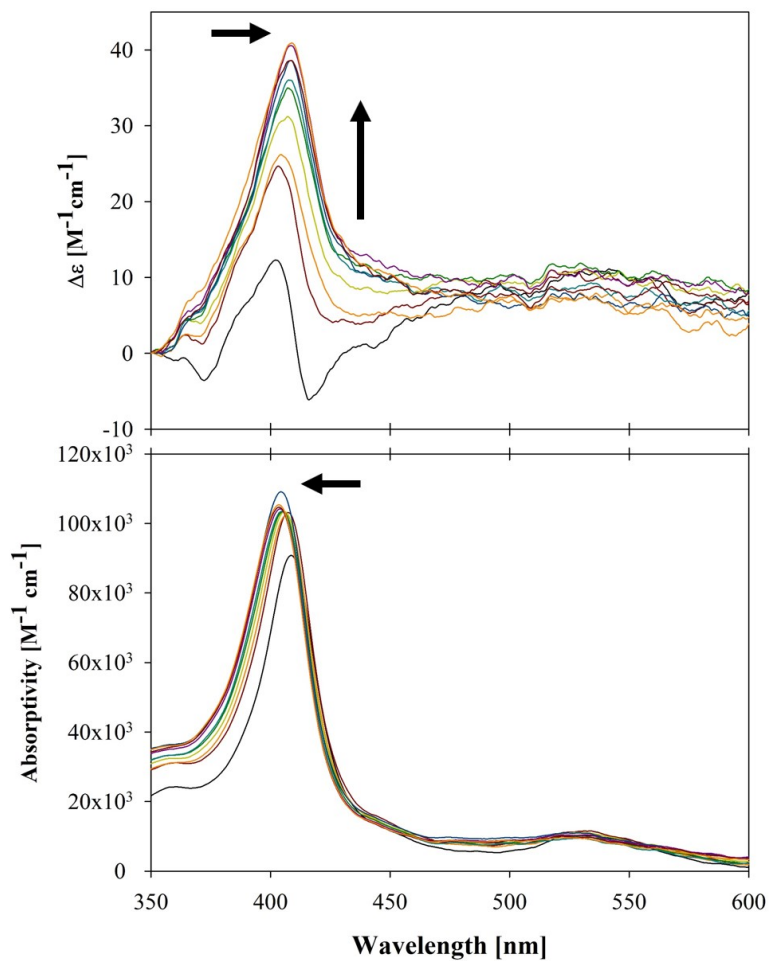 40
30
20
10
0
-10
Δε [M⁻¹cm⁻¹]
120x10³
100x10³
80x10³
60x10³
40x10³
20x10³
0
Absorptivity [M⁻¹ cm⁻¹]
350 400 450 500 550 600
Wavelength [nm]